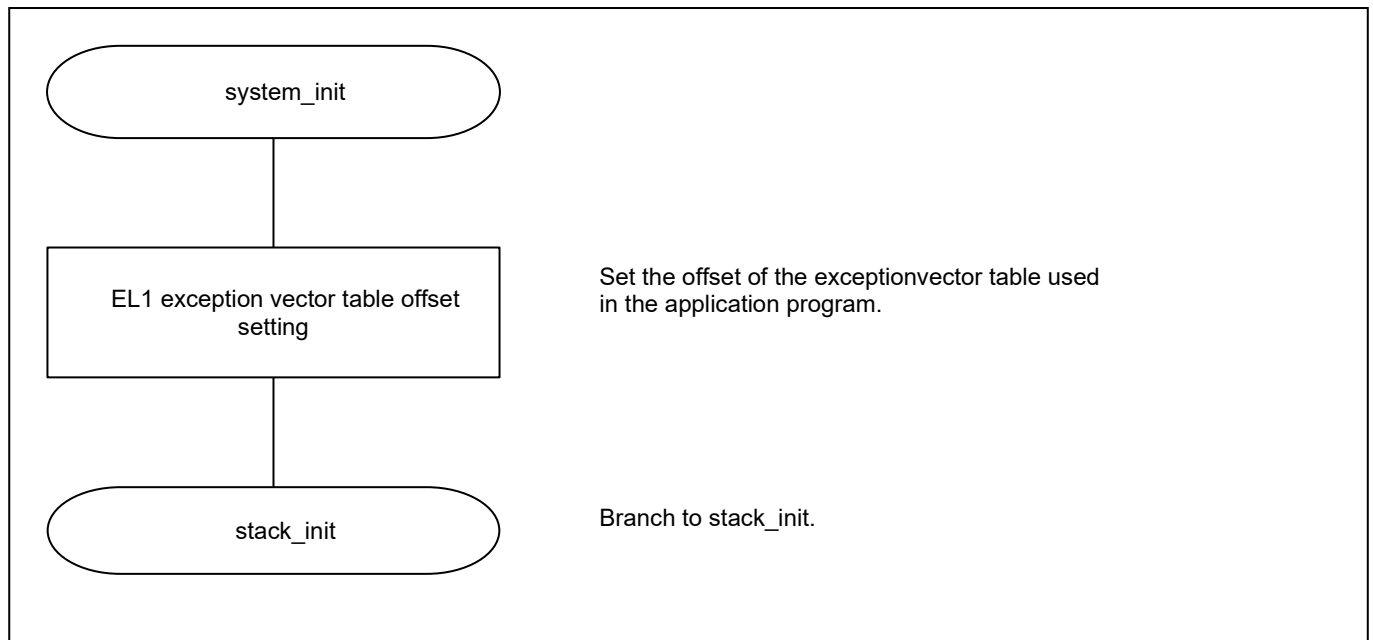 system_init
EL1 exception vector table offset
setting
Set the offset of the exceptionvector table used
in the application program.
stack_init
Branch to stack_init.